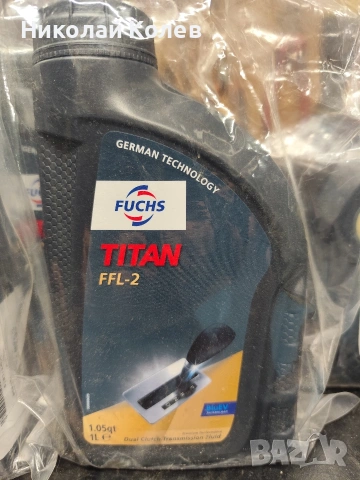 Николай Колев
GERMAN TECHNOLOGY
FUCHS
TITAN
FFL-2
1.05qt
1L e
Dual Clutch Transmission Fluid
BAZAR